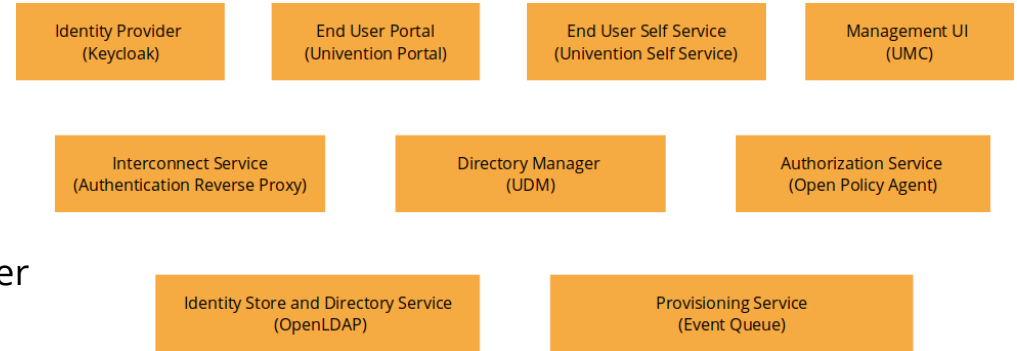 Identity Provider
(Keycloak)
End User Portal
(Univention Portal)
End User Self Service
(Univention Self Service)
Management UI
(UMC)
Interconnect Service
(Authentication Reverse Proxy)
Directory Manager
(UDM)
Authorization Service
(Open Policy Agent)
er
Identity Store and Directory Service
(OpenLDAP)
Provisioning Service
(Event Queue)